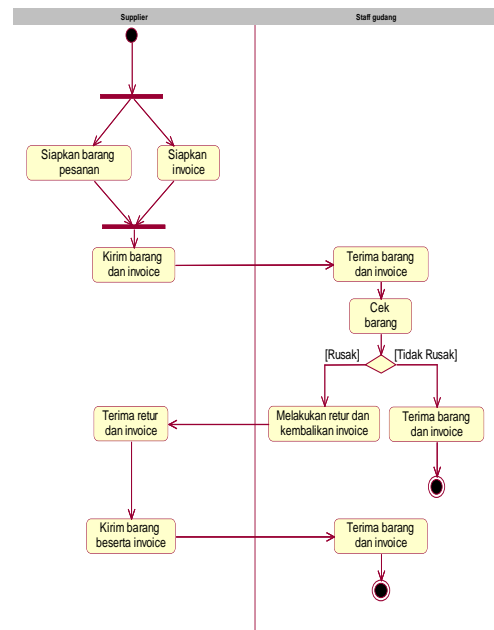 Supplier
Staff gudang
Siapkan barang
pesanan
Siapkan
invoice
Kirim barang
dan invoice
Terima barang
dan invoice
Cek
barang
[Rusak]
[Tidak Rusak]
Terima retur
dan invoice
Melakukan retur dan
kembalikan invoice
Terima barang
dan invoice
Kirim barang
beserta invoice
Terima barang
dan invoice